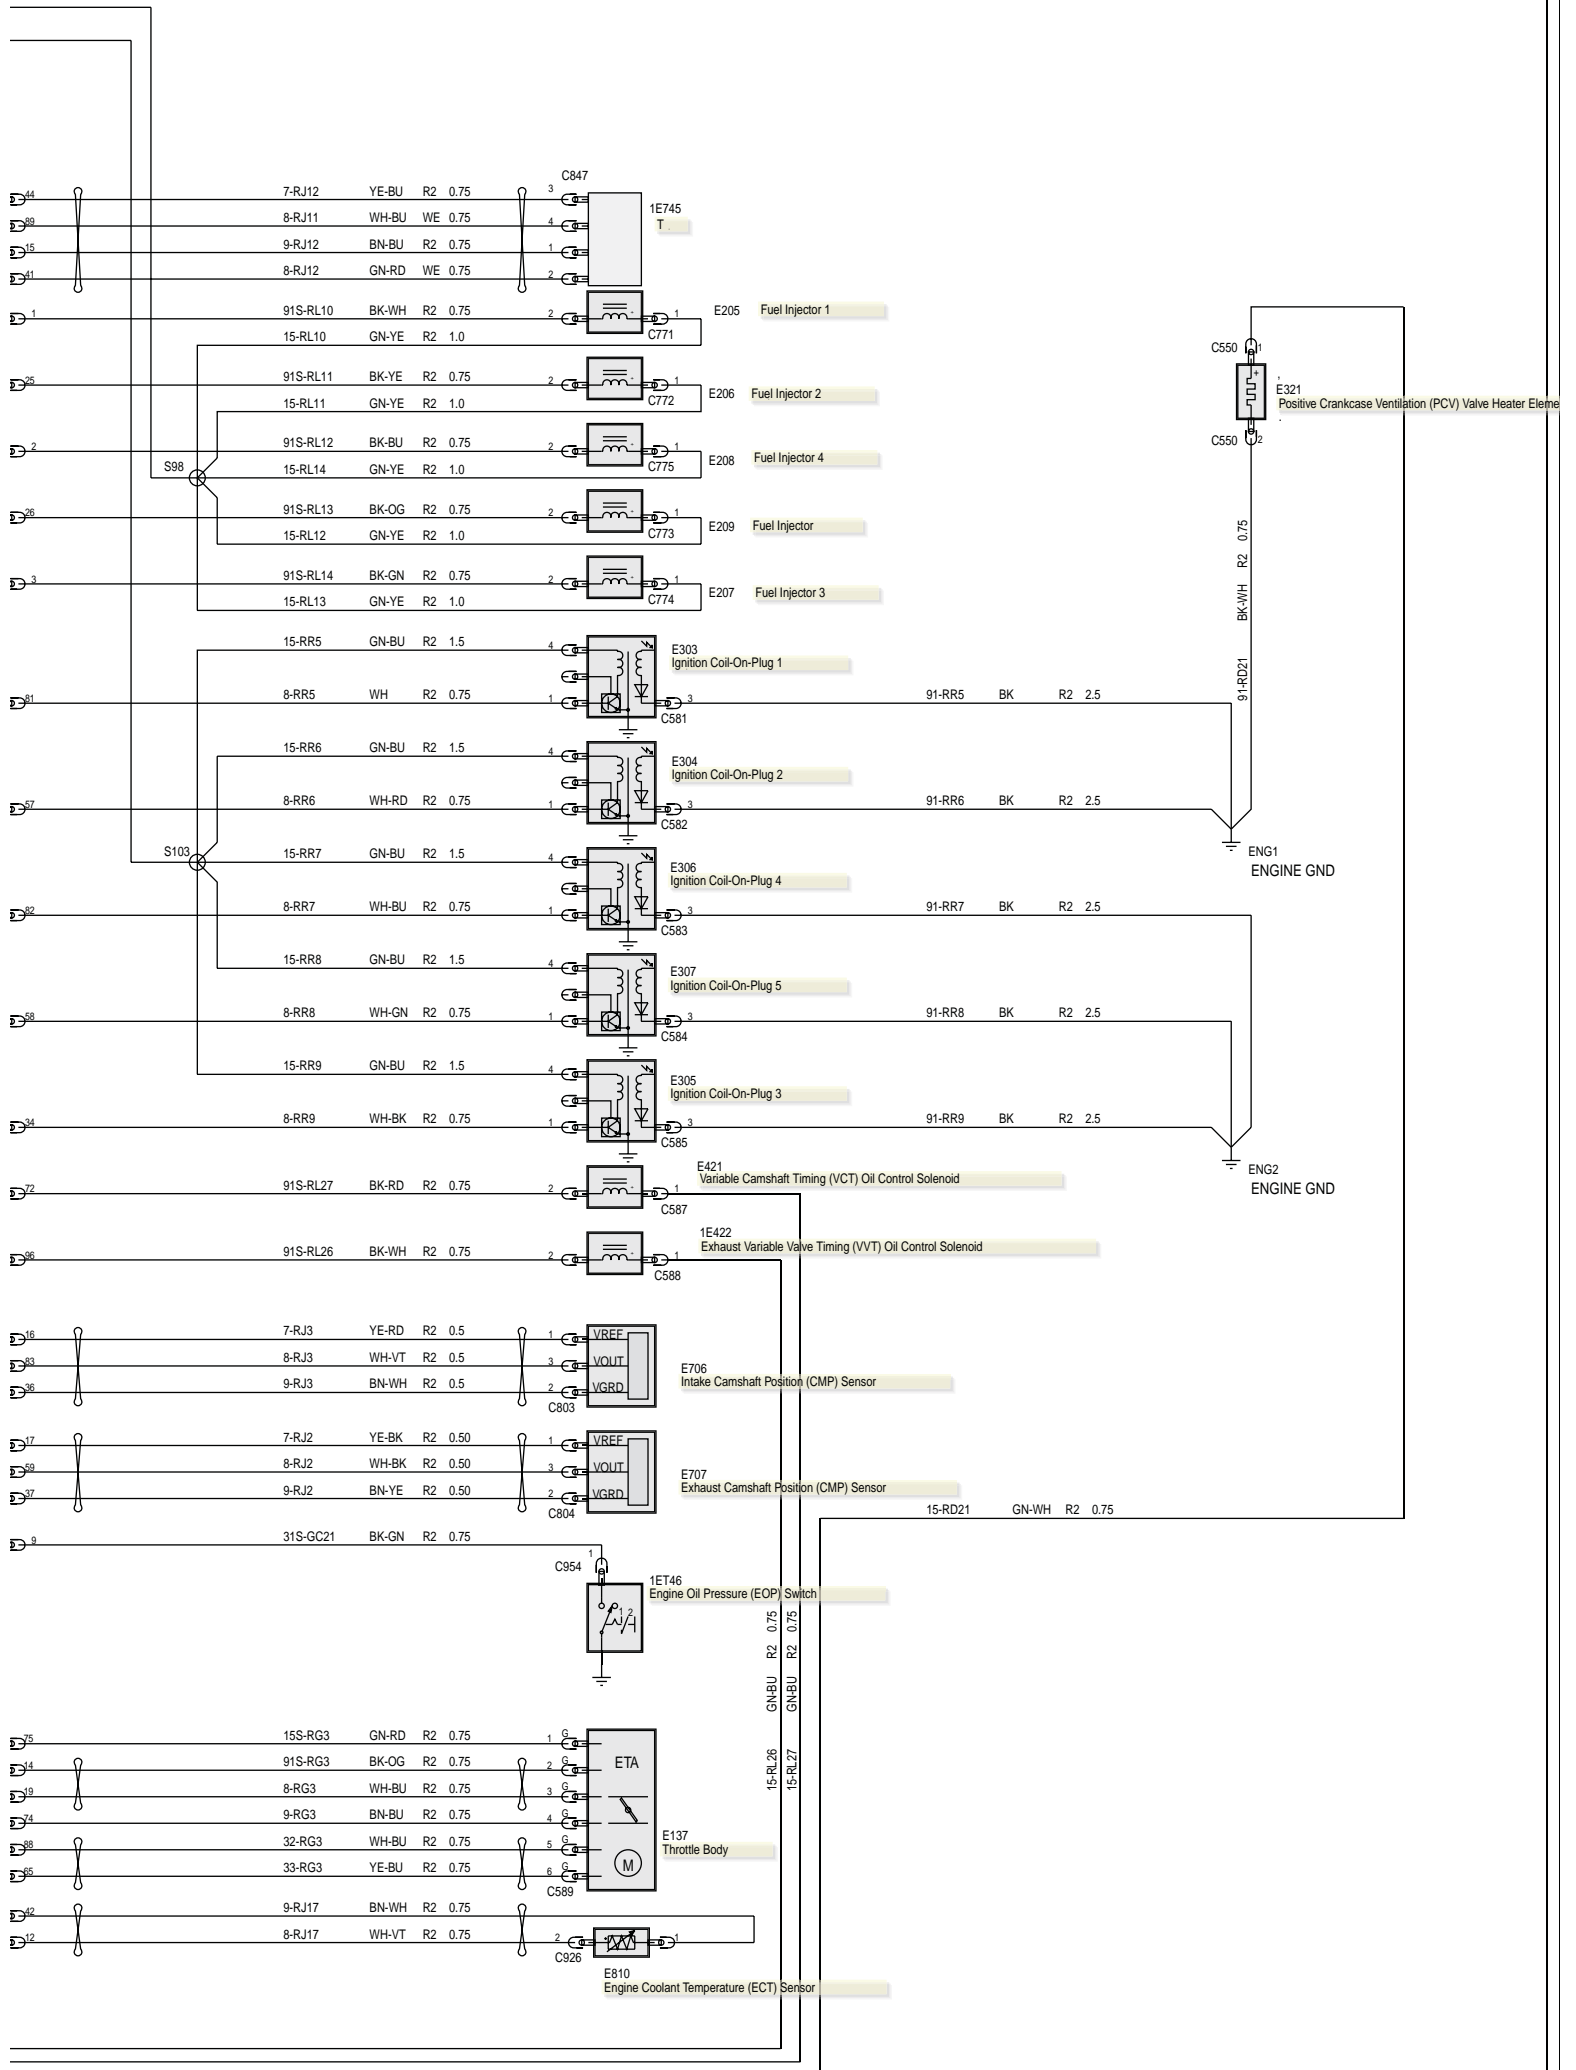 C847
44 7-RJ12 YE-BU R2 0.75 3
89 8-RJ11 WH-BU WE 0.75 4
1E745
T
15 9-RJ12 BN-BU R2 0.75 1
41 8-RJ12 GN-RD WE 0.75 2
1 91S-RL10 BK-WH R2 0.75 2 1
E205 Fuel Injector 1
C771
15-RL10 GN-YE R2 1.0
25 91S-RL11 BK-YE R2 0.75 2 1
E206 Fuel Injector 2
C772
15-RL11 GN-YE R2 1.0
2 91S-RL12 BK-BU R2 0.75 2 1
E208 Fuel Injector 4
C775
S98
15-RL14 GN-YE R2 1.0
26 91S-RL13 BK-OG R2 0.75 2 1
E209 Fuel Injector
C773
15-RL12 GN-YE R2 1.0
3 91S-RL14 BK-GN R2 0.75 2 1
E207 Fuel Injector 3
C774
15-RL13 GN-YE R2 1.0
C550 1
+
E321
Positive Crankcase Ventilation (PCV) Valve Heater Eleme
C550 2
91-RD21 BK-WH R2 0.75
15-RR5 GN-BU R2 1.5 4
E303
Ignition Coil-On-Plug 1
81 8-RR5 WH R2 0.75 1 3 91-RR5 BK R2 2.5
C581
15-RR6 GN-BU R2 1.5 4
E304
Ignition Coil-On-Plug 2
57 8-RR6 WH-RD R2 0.75 1 3 91-RR6 BK R2 2.5
C582
ENG1
ENGINE GND
S103
15-RR7 GN-BU R2 1.5 4
E306
Ignition Coil-On-Plug 4
82 8-RR7 WH-BU R2 0.75 1 3 91-RR7 BK R2 2.5
C583
15-RR8 GN-BU R2 1.5 4
E307
Ignition Coil-On-Plug 5
58 8-RR8 WH-GN R2 0.75 1 3 91-RR8 BK R2 2.5
C584
15-RR9 GN-BU R2 1.5 4
E305
Ignition Coil-On-Plug 3
34 8-RR9 WH-BK R2 0.75 1 3 91-RR9 BK R2 2.5
C585
ENG2
ENGINE GND
E421
Variable Camshaft Timing (VCT) Oil Control Solenoid
72 91S-RL27 BK-RD R2 0.75 2 1
C587
1E422
Exhaust Variable Valve Timing (VVT) Oil Control Solenoid
96 91S-RL26 BK-WH R2 0.75 2 1
C588
16 7-RJ3 YE-RD R2 0.5 1 VREF
83 8-RJ3 WH-VT R2 0.5 3 VOUT
E706
Intake Camshaft Position (CMP) Sensor
36 9-RJ3 BN-WH R2 0.5 2 VGRD
C803
17 7-RJ2 YE-BK R2 0.50 1 VREF
59 8-RJ2 WH-BK R2 0.50 3 VOUT
E707
Exhaust Camshaft Position (CMP) Sensor
37 9-RJ2 BN-YE R2 0.50 2 VGRD
C804
15-RD21 GN-WH R2 0.75
9 31S-GC21 BK-GN R2 0.75
1
C954
1ET46
Engine Oil Pressure (EOP) Switch
1 2
15-RL26 GN-BU R2 0.75
15-RL27 GN-BU R2 0.75
75 15S-RG3 GN-RD R2 0.75 1 G
14 91S-RG3 BK-OG R2 0.75 2 G
ETA
19 8-RG3 WH-BU R2 0.75 3 G
74 9-RG3 BN-BU R2 0.75 4 G
E137
Throttle Body
88 32-RG3 WH-BU R2 0.75 5 G
M
65 33-RG3 YE-BU R2 0.75 6 G
C589
42 9-RJ17 BN-WH R2 0.75
12 8-RJ17 WH-VT R2 0.75 2 1
C926
E810
Engine Coolant Temperature (ECT) Sensor